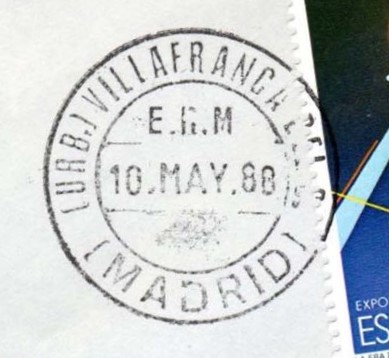 (URB.) VILLAFRANCA DEL
E.R.M
10.MAY.88
(MADRID)
EXPO
ES